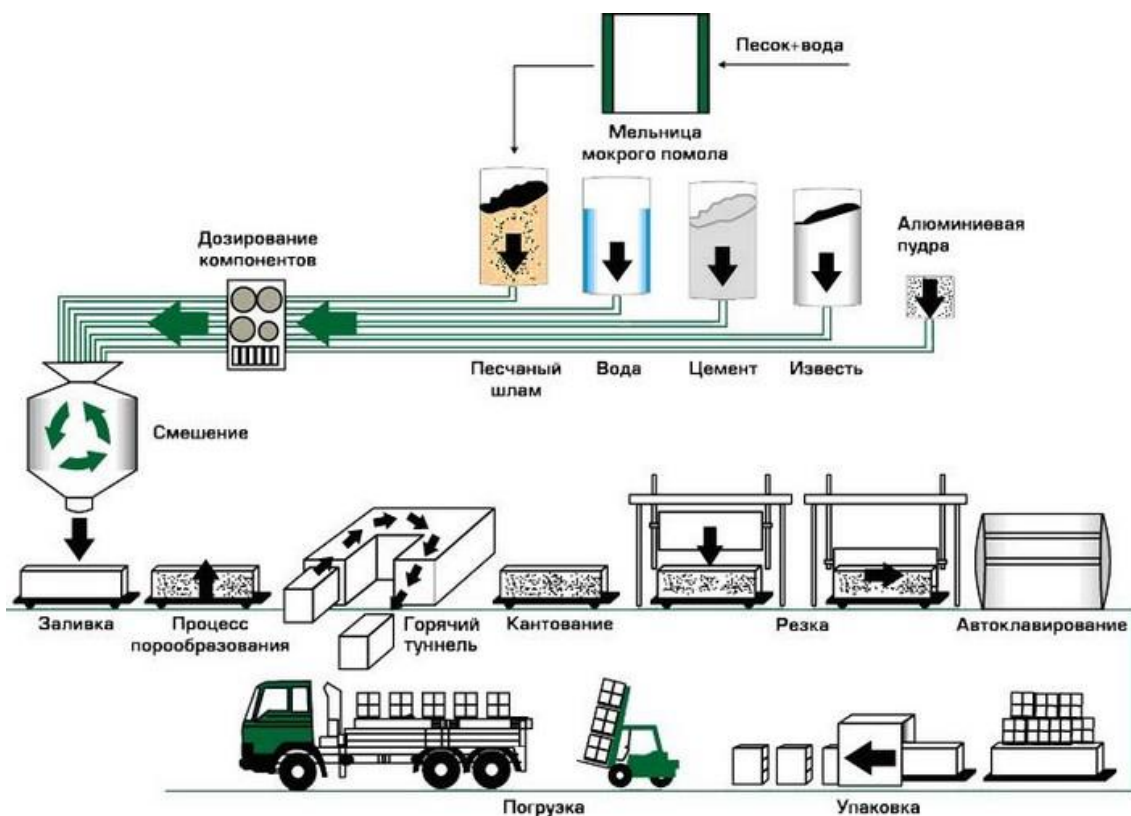 Песок+вода
Мельница
мокрого помола
Алюминиевая
пудра
Дозирование
компонентов
Песчаный
шлам
Вода
Цемент
Известь
Смешение
Заливка
Процесс
порообразования
Горячий
туннель
Кантование
Резка
Автоклавирование
Погрузка
Упаковка